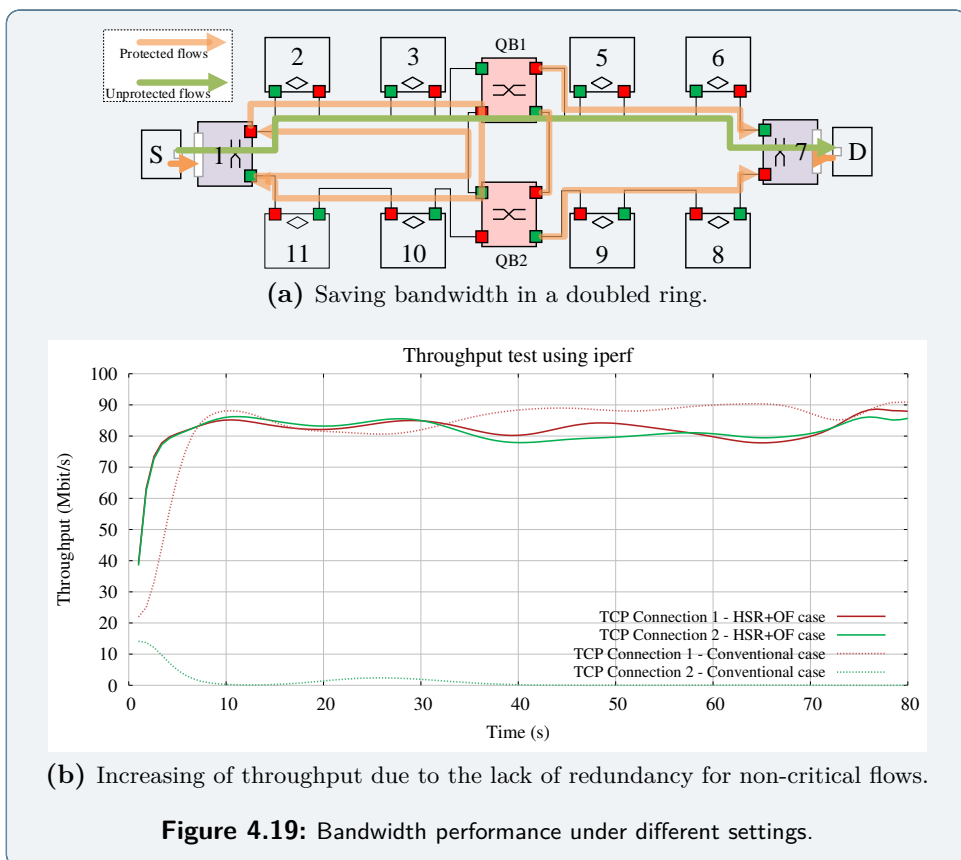 Protected flows
Unprotected flows
2
3
QB1
5
6
S
1
7
D
11
10
QB2
9
8
(a) Saving bandwidth in a doubled ring.
Throughput test using iperf
Throughput (Mbit/s)
100
90
80
70
60
50
40
30
20
10
0
TCP Connection 1 - HSR+OF case
TCP Connection 2 - HSR+OF case
TCP Connection 1 - Conventional case
TCP Connection 2 - Conventional case
0 10 20 30 40 50 60 70 80
Time (s)
(b) Increasing of throughput due to the lack of redundancy for non-critical flows.
Figure 4.19: Bandwidth performance under different settings.